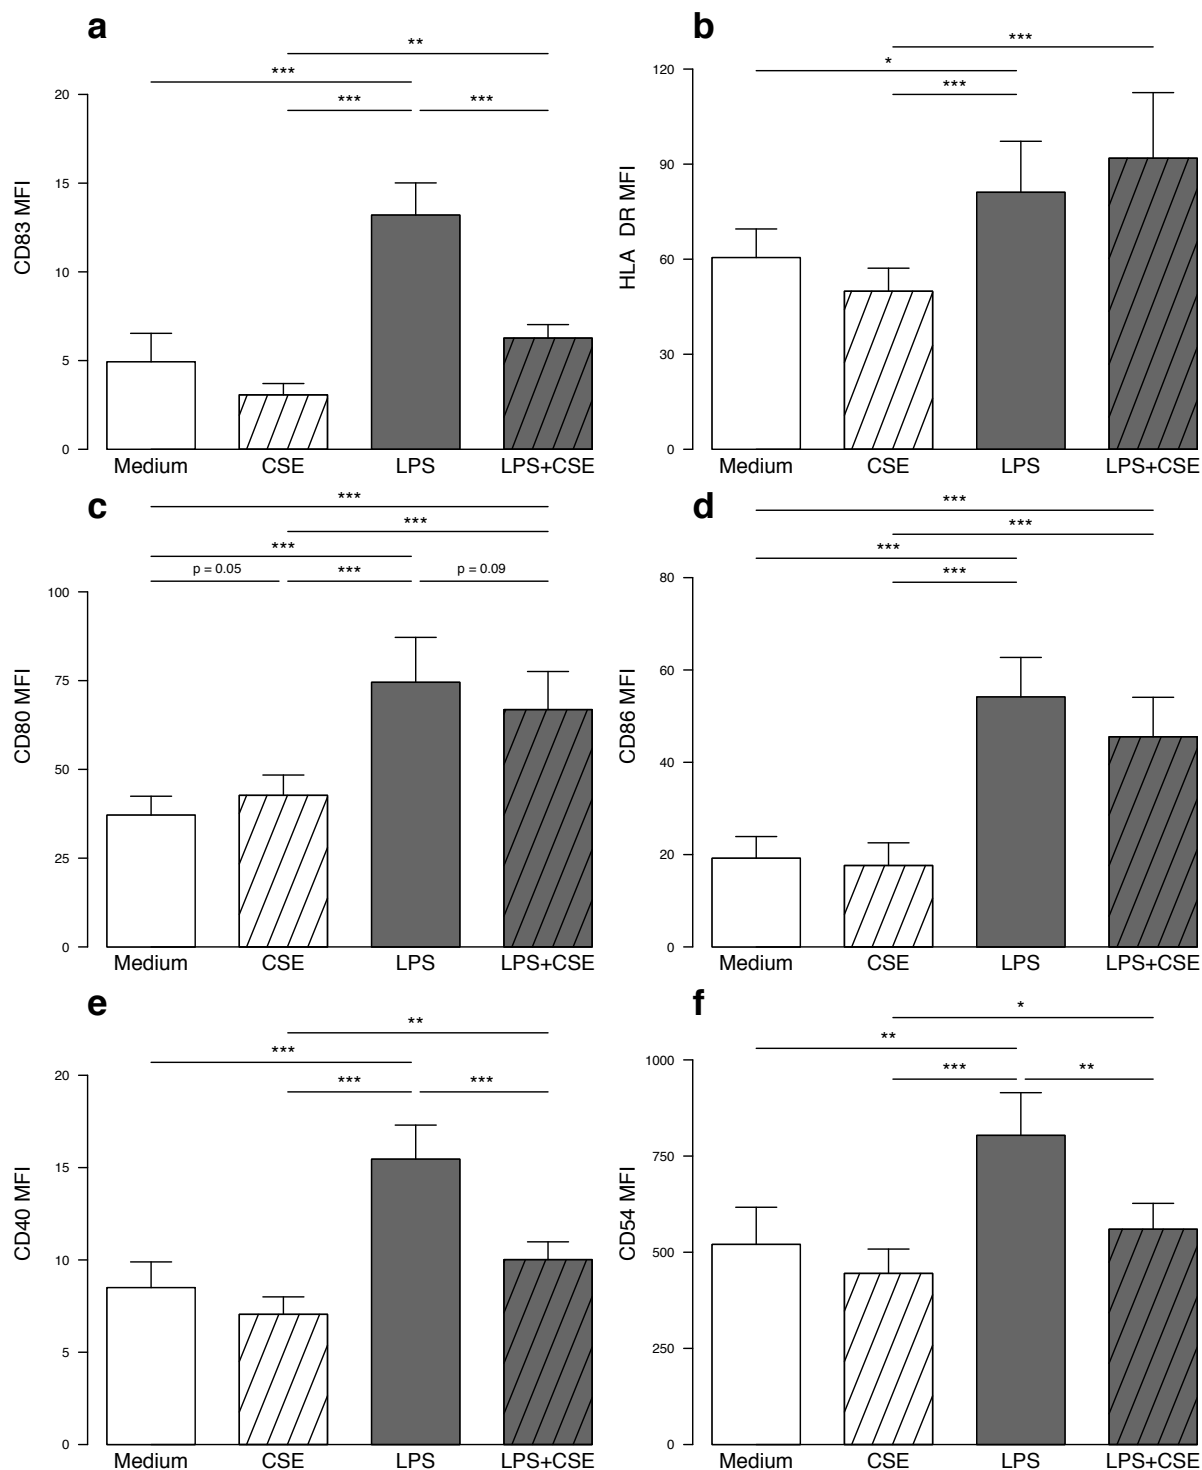 a
**
***
***
***
20
15
10
5
0
CD83 MFI
Medium
CSE
LPS
LPS+CSE
b
***
*
***
120
90
60
30
0
HLA DR MFI
Medium
CSE
LPS
LPS+CSE
c
***
***
***
p = 0.05
***
p = 0.09
100
75
50
25
0
CD80 MFI
Medium
CSE
LPS
LPS+CSE
d
***
***
***
***
80
60
40
20
0
CD86 MFI
Medium
CSE
LPS
LPS+CSE
e
**
***
***
***
20
15
10
5
0
CD40 MFI
Medium
CSE
LPS
LPS+CSE
f
*
**
***
**
1000
750
500
250
0
CD54 MFI
Medium
CSE
LPS
LPS+CSE